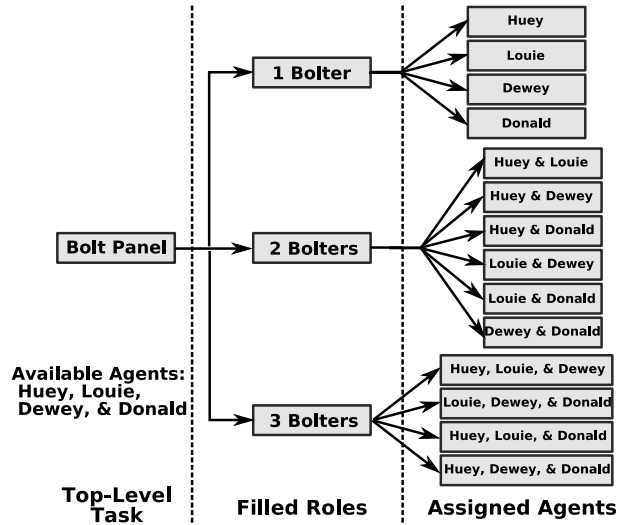 Bolt Panel
Available Agents:
Huey, Louie,
Dewey, & Donald
Top-Level
Task
1 Bolter
2 Bolters
3 Bolters
Filled Roles
Huey
Louie
Dewey
Donald
Huey & Louie
Huey & Dewey
Huey & Donald
Louie & Dewey
Louie & Donald
Dewey & Donald
Huey, Louie, & Dewey
Louie, Dewey, & Donald
Huey, Louie, & Donald
Huey, Dewey, & Donald
Assigned Agents